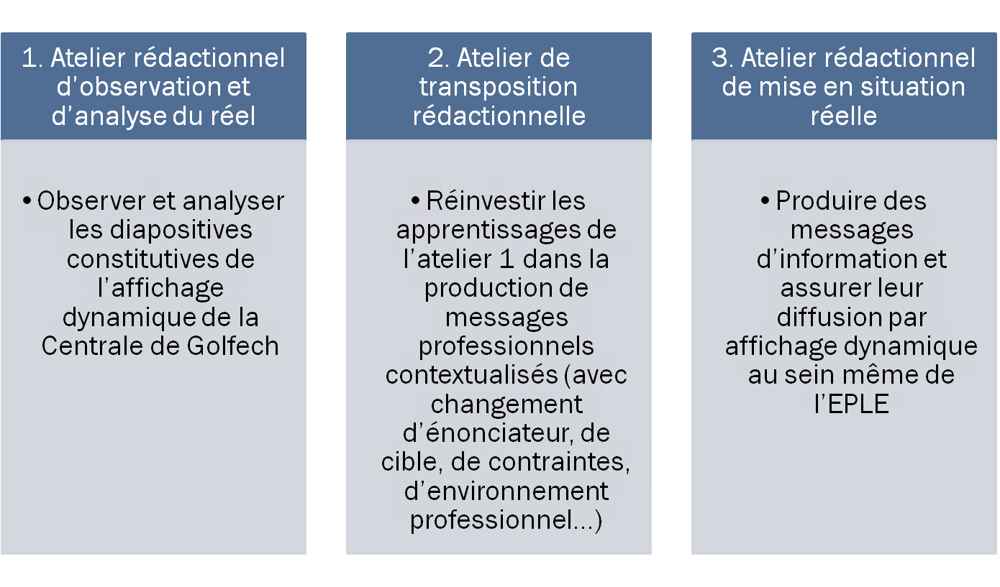 1. Atelier rédactionnel
d’observation et
d’analyse du réel
• Observer et analyser
les diapositives
constitutives de
l’affichage
dynamique de la
Centrale de Golfech
2. Atelier de
transposition
rédactionnelle
• Réinvestir les
apprentissages de
l’atelier 1 dans la
production de
messages
professionnels
contextualisés (avec
changement
d’énonciateur, de
cible, de contraintes,
d’environnement
professionnel...)
3. Atelier rédactionnel
de mise en situation
réelle
• Produire des
messages
d’information et
assurer leur
diffusion par
affichage dynamique
au sein même de
l’EPLE